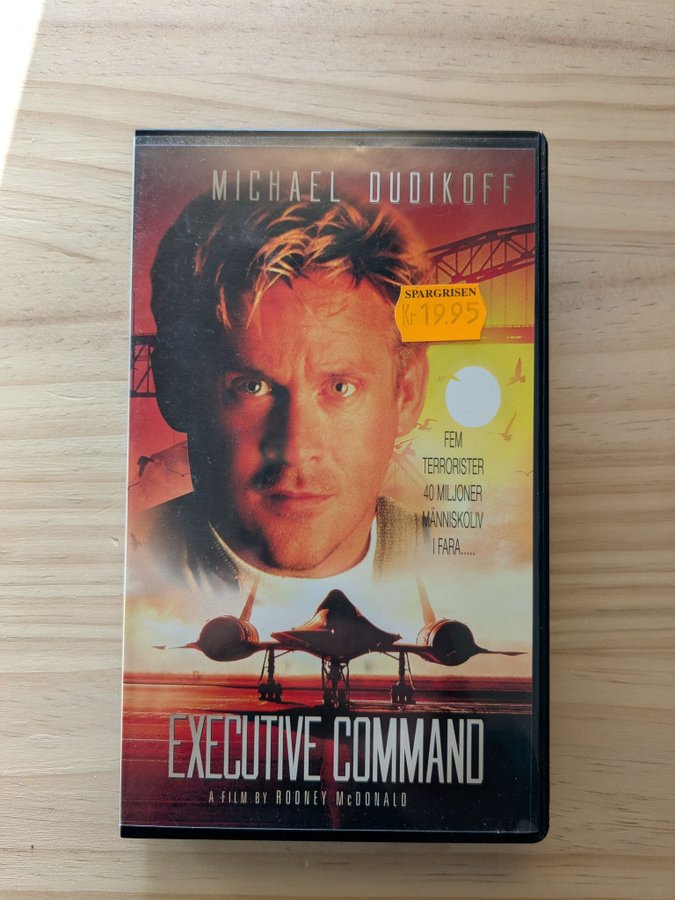 MICHAEL DUDIKOFF
SPARGRISEN
Kr 19.95
FEM
TERRORISTER
40 MILJONER
MÄNNISKOLIV
I FARA.....
EXECUTIVE COMMAND
A FILM BY RODNEY McDONALD